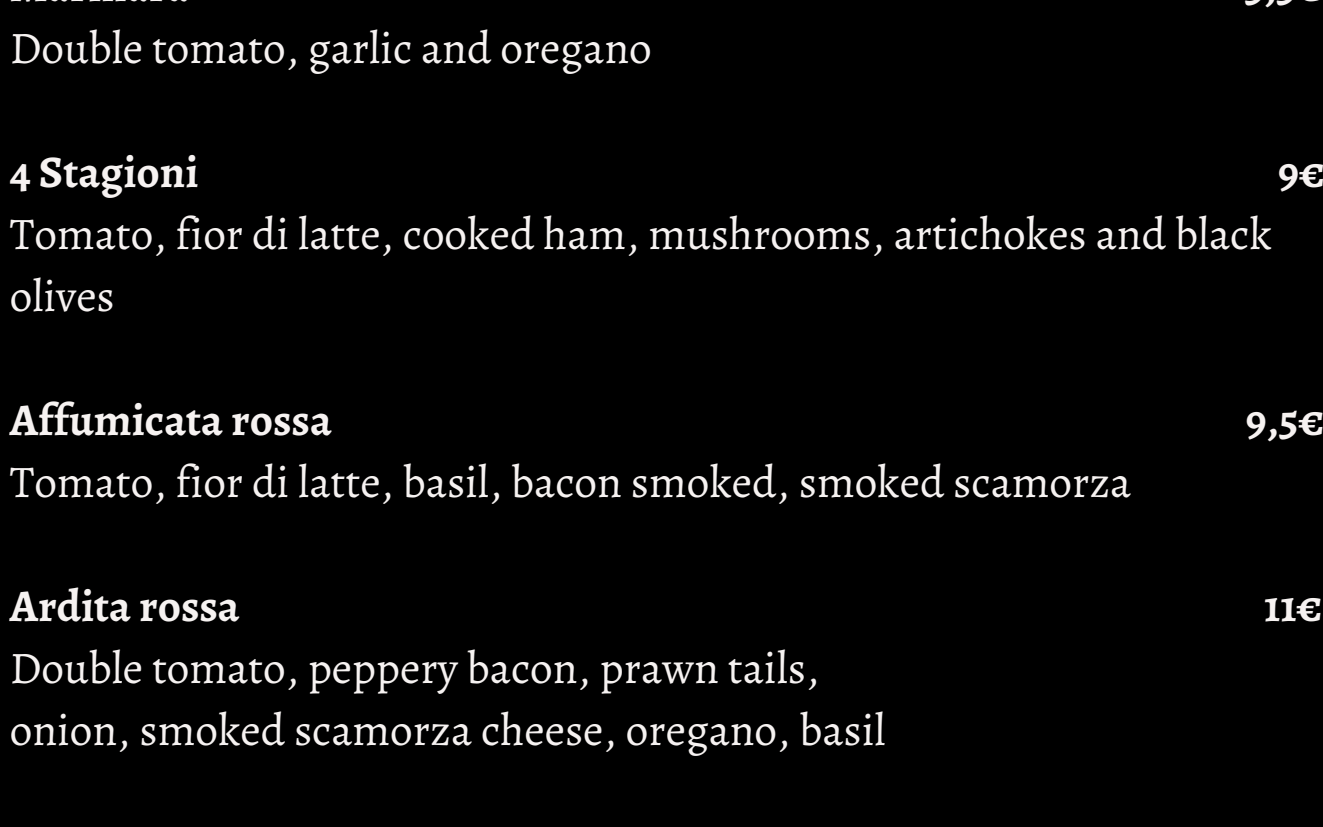 Double tomato, garlic and oregano
4 Stagioni 9€
Tomato, fior di latte, cooked ham, mushrooms, artichokes and black
olives
Affumicata rossa 9,5€
Tomato, fior di latte, basil, bacon smoked, smoked scamorza
Ardita rossa 11€
Double tomato, peppery bacon, prawn tails,
onion, smoked scamorza cheese, oregano, basil